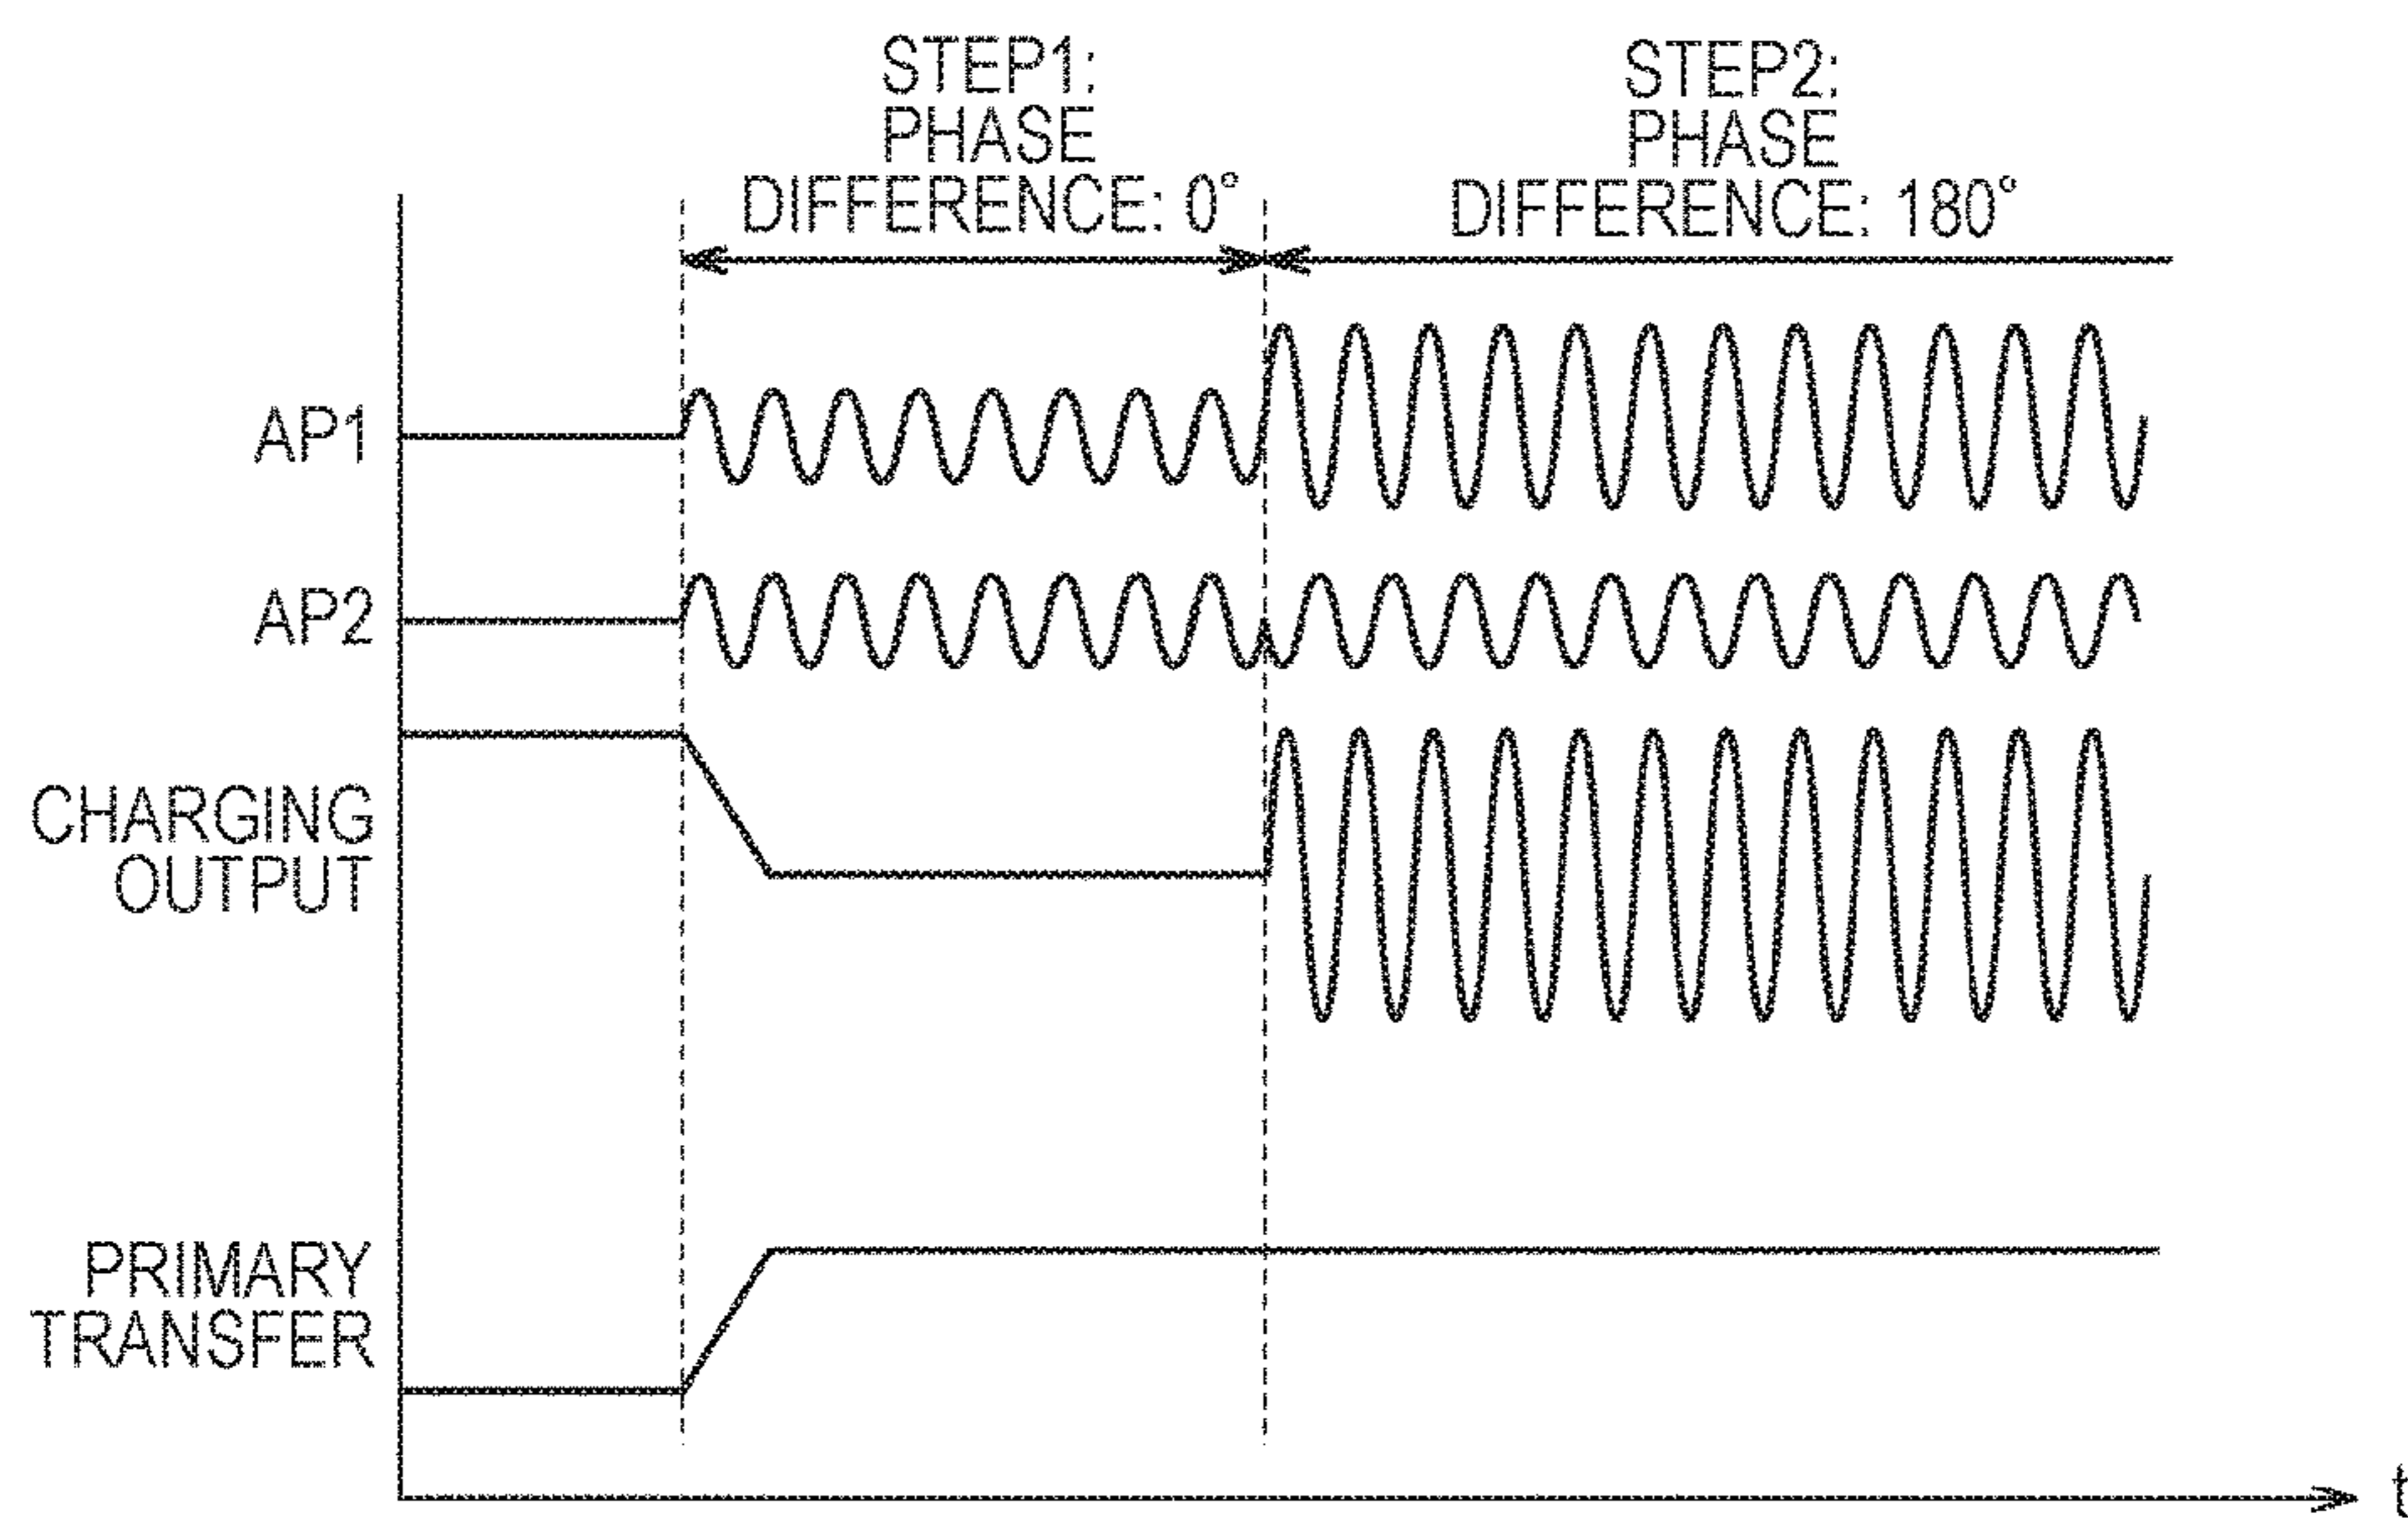 STEP1:
PHASE
DIFFERENCE: 0°
STEP2:
PHASE
DIFFERENCE: 180°
AP1
AP2
CHARGING
OUTPUT
PRIMARY
TRANSFER
t